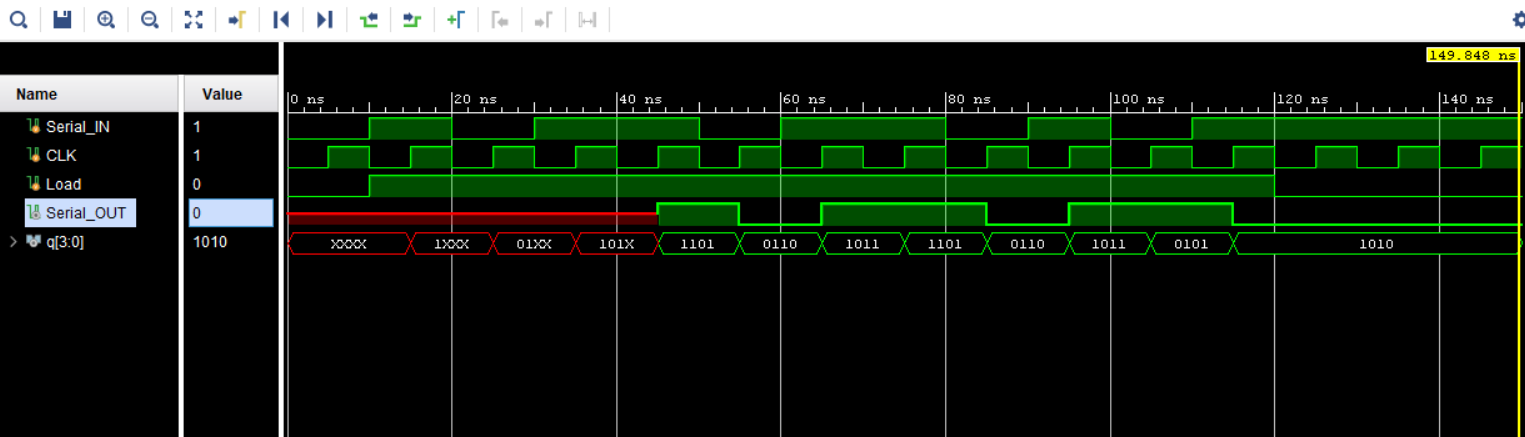 149.848 ns
Name Value
0 ns 20 ns 40 ns 60 ns 80 ns 100 ns 120 ns 140 ns
Serial_IN 1
CLK 1
Load 0
Serial_OUT 0
q[3:0] 1010 XXXX 1XXX 01XX 101X 1101 0110 1011 1101 0110 1011 0101 1010